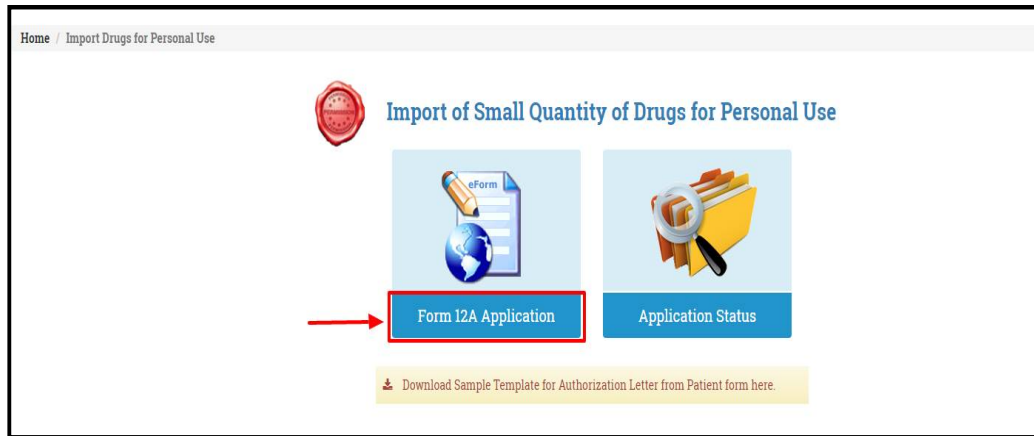 Home / Import Drugs for Personal Use
Import of Small Quantity of Drugs for Personal Use
eForm
Form 12A Application
Application Status
Download Sample Template for Authorization Letter from Patient form here.